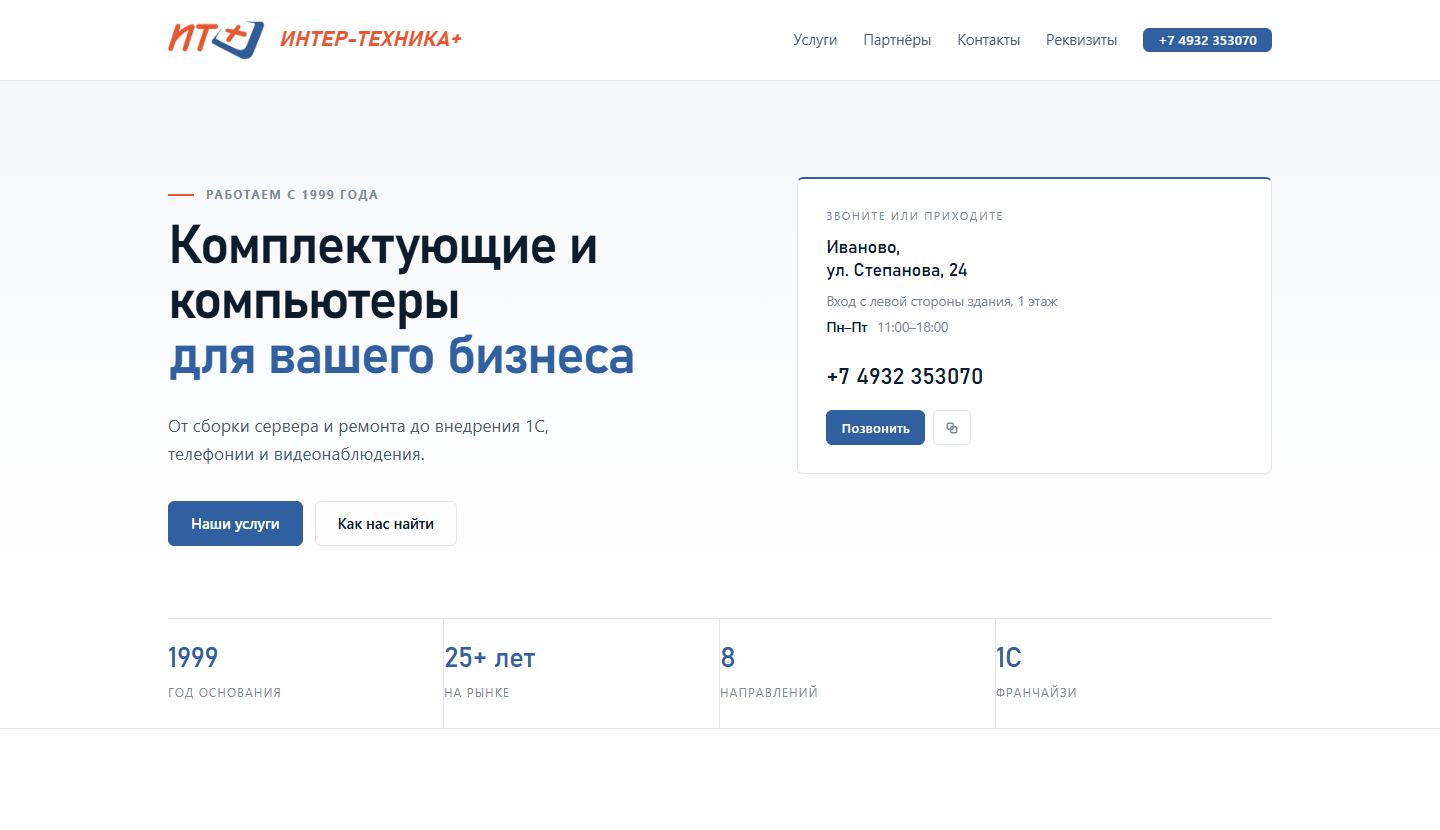 ИТ+
ИНТЕР-ТЕХНИКА+
Услуги
Партнёры
Контакты
Реквизиты
+7 4932 353070
РАБОТАЕМ С 1999 ГОДА
Комплектующие и
компьютеры
для вашего бизнеса
От сборки сервера и ремонта до внедрения 1С,
телефонии и видеонаблюдения.
Наши услуги
Как нас найти
ЗВОНИТЕ ИЛИ ПРИХОДИТЕ
Иваново,
ул. Степанова, 24
Вход с левой стороны здания, 1 этаж
Пн–Пт 11:00–18:00
+7 4932 353070
Позвонить
1999
ГОД ОСНОВАНИЯ
25+ лет
НА РЫНКЕ
8
НАПРАВЛЕНИЙ
1С
ФРАНЧАЙЗИ